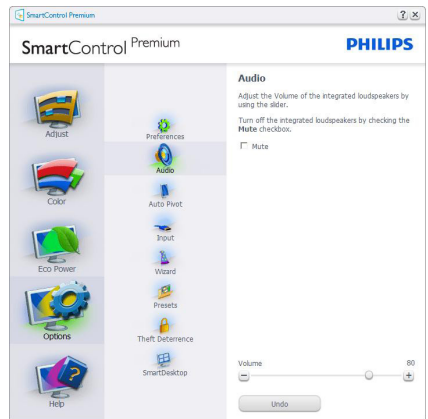 SmartControl Premium
SmartControl Premium
PHILIPS
Adjust
Color
Eco Power
Options
Help
Preferences
Audio
Auto Pivot
Input
Wizard
Presets
Theft Deterrence
SmartDesktop
Audio
Adjust the Volume of the integrated loudspeakers by
using the slider.
Turn off the integrated loudspeakers by checking the
Mute checkbox.
Mute
Volume 80
Undo